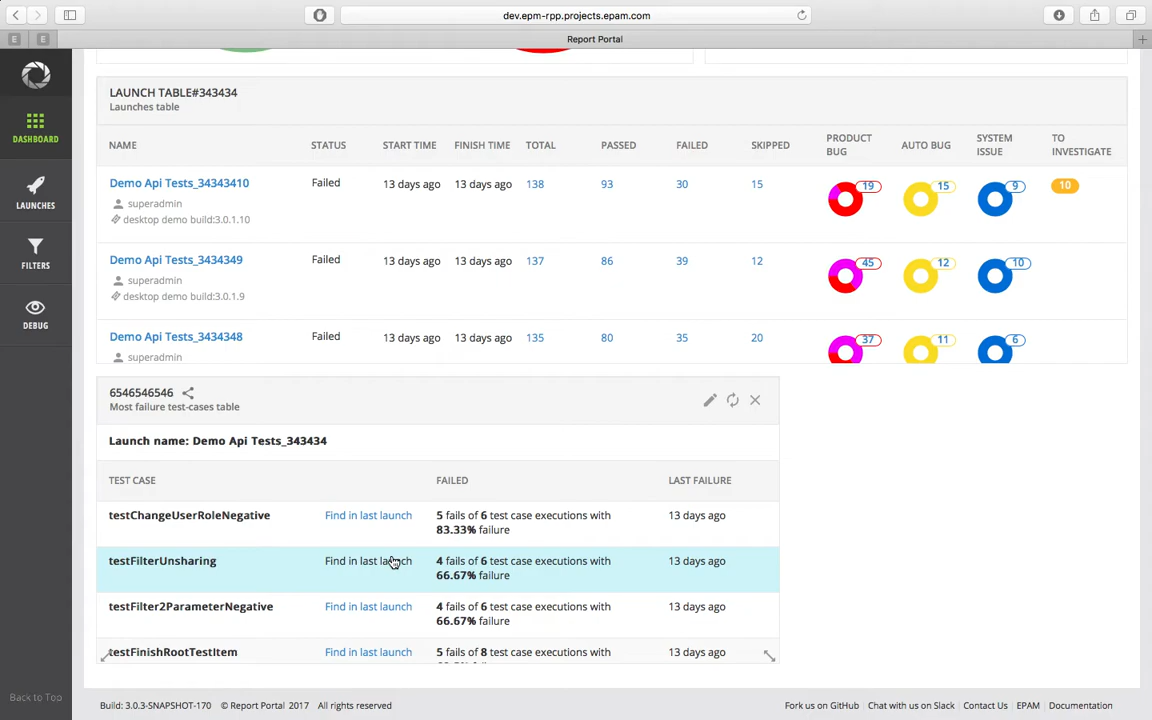 dev.epm-rpp.projects.epam.com
E E Report Portal
LAUNCH TABLE#343434
Launches table
DASHBOARD
NAME STATUS START TIME FINISH TIME TOTAL PASSED FAILED SKIPPED PRODUCT BUG AUTO BUG SYSTEM ISSUE TO INVESTIGATE
LAUNCHES
Demo Api Tests_34343410 Failed 13 days ago 13 days ago 138 93 30 15 19 15 9 10
superadmin
desktop demo build:3.0.1.10
FILTERS
Demo Api Tests_3434349 Failed 13 days ago 13 days ago 137 86 39 12 45 12 10
superadmin
desktop demo build:3.0.1.9
DEBUG
Demo Api Tests_3434348 Failed 13 days ago 13 days ago 135 80 35 20 37 11 6
superadmin
6546546546
Most failure test-cases table
Launch name: Demo Api Tests_343434
TEST CASE FAILED LAST FAILURE
testChangeUserRoleNegative Find in last launch 5 fails of 6 test case executions with 13 days ago
83.33% failure
testFilterUnsharing Find in last launch 4 fails of 6 test case executions with 13 days ago
66.67% failure
testFilter2ParameterNegative Find in last launch 4 fails of 6 test case executions with 13 days ago
66.67% failure
testFinishRootTestItem Find in last launch 5 fails of 8 test case executions with 13 days ago
Back to Top
Build: 3.0.3-SNAPSHOT-170 © Report Portal 2017 All rights reserved Fork us on GitHub Chat with us on Slack Contact Us EPAM Documentation